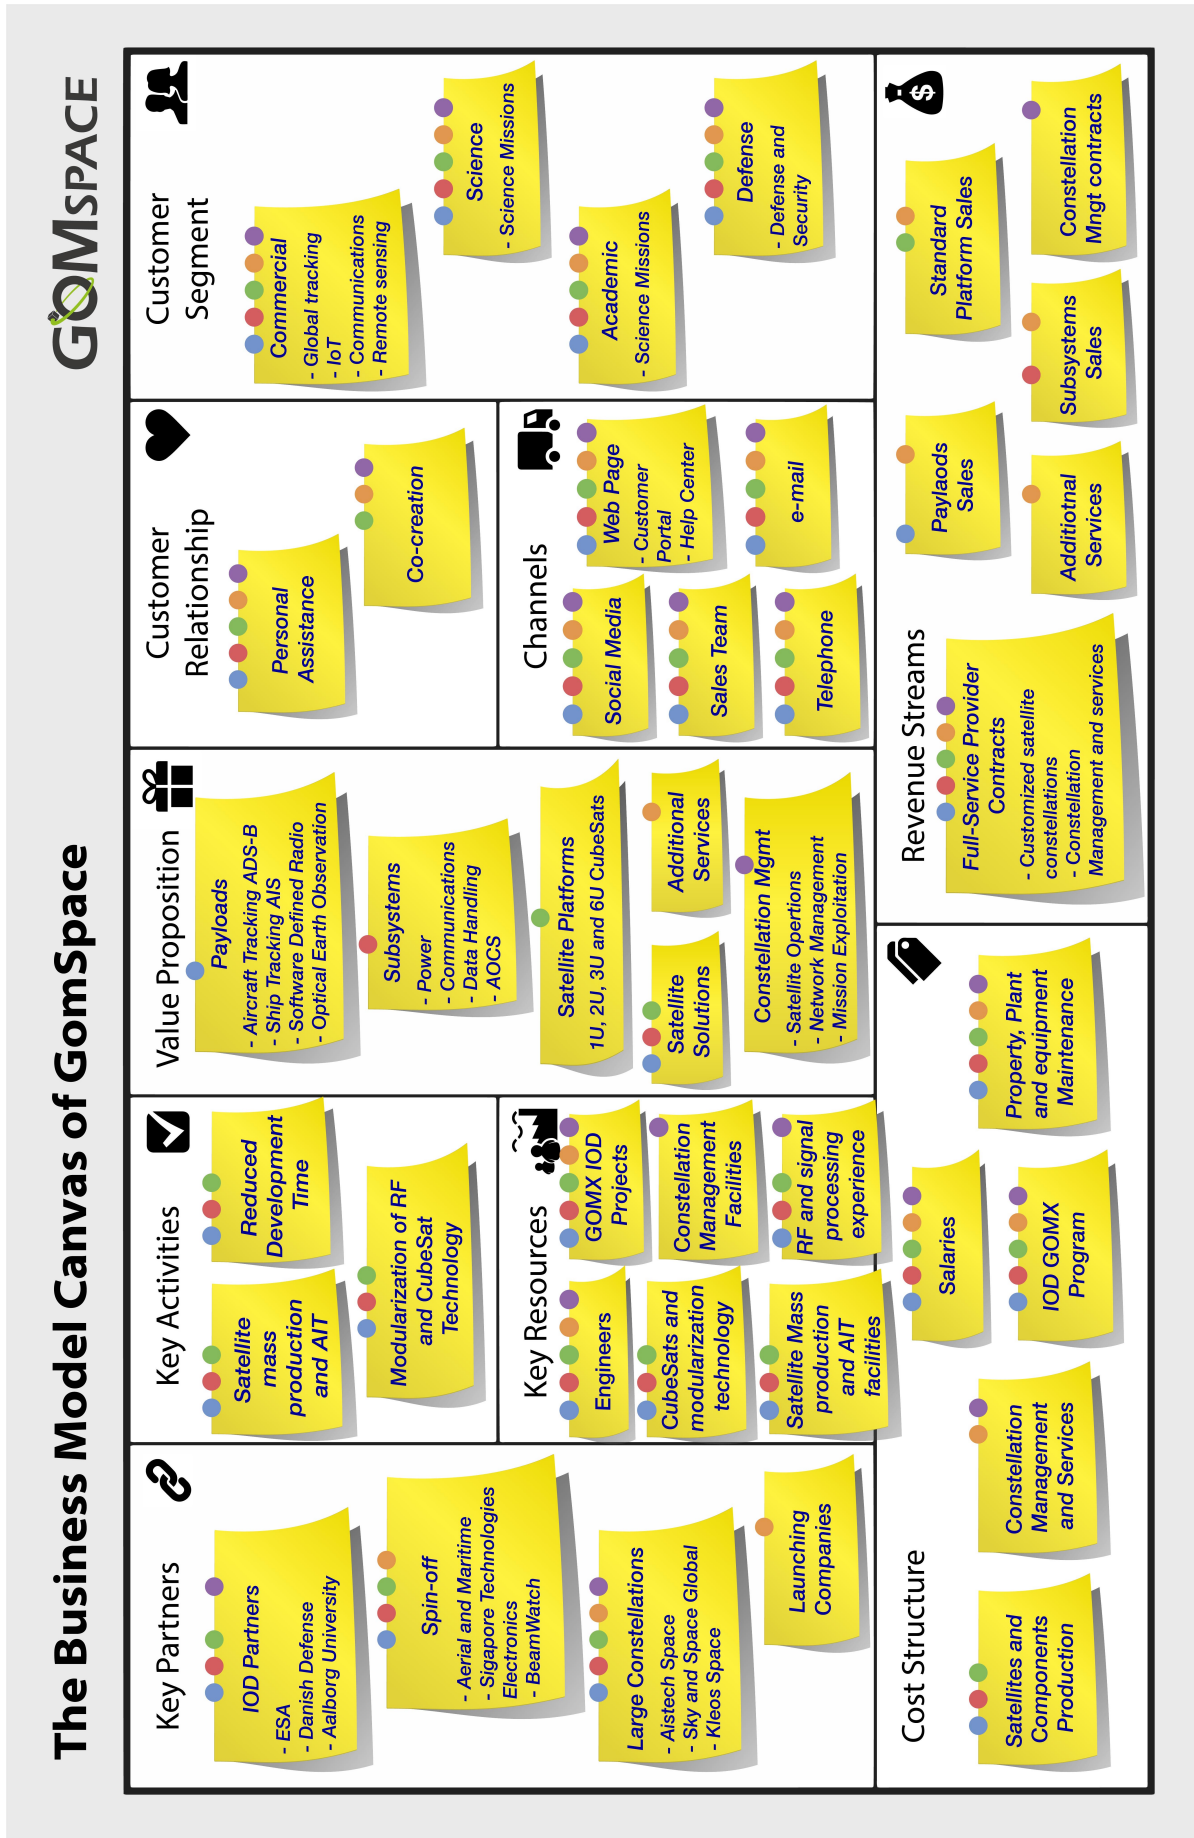 The Business Model Canvas of GomSpace
GOMSPACE
Key Partners
IOD Partners
- ESA
- Danish Defense
- Aalborg University
Spin-off
- Aerial and Maritime
- Sigapore Technologies
Electronics
- BeamWatch
Large Constellations
- Aistech Space
- Sky and Space Global
- Kleos Space
Launching
Companies
Key Activities
Satellite
mass
production
and AIT
Reduced
Development
Time
Modularization of RF
and CubeSat
Technology
Key Resources
Engineers
GOMX IOD
Projects
CubeSats and
modularization
technology
Constellation
Management
Facilities
Satellite Mass
production
and AIT
facilities
RF and signal
processing
experience
Value Proposition
Payloads
- Aircraft Tracking ADS-B
- Ship Tracking AIS
- Software Defined Radio
- Optical Earth Observation
Subsystems
- Power
- Communications
- Data Handling
- AOCS
Satellite Platforms
1U, 2U, 3U and 6U CubeSats
Satellite
Solutions
Additional
Services
Constellation Mgmt
- Satellite Opertions
- Network Management
- Mission Exploitation
Customer
Relationship
Personal
Assistance
Co-creation
Channels
Social Media
Web Page
- Customer
Portal
- Help Center
Sales Team
Telephone
e-mail
Customer
Segment
Commercial
- Global tracking
- IoT
- Communications
- Remote sensing
Science
- Science Missions
Academic
- Science Missions
Defense
- Defense and
Security
Cost Structure
Satellites and
Components
Production
Constellation
Management
and Services
Salaries
IOD GOMX
Program
Property, Plant
and equipment
Maintenance
Revenue Streams
$
Full-Service Provider
Contracts
- Customized satellite
constellations
- Constellation
Management and services
Paylaods
Sales
Additiotnal
Services
Standard
Platform Sales
Subsystems
Sales
Constellation
Mngt contracts